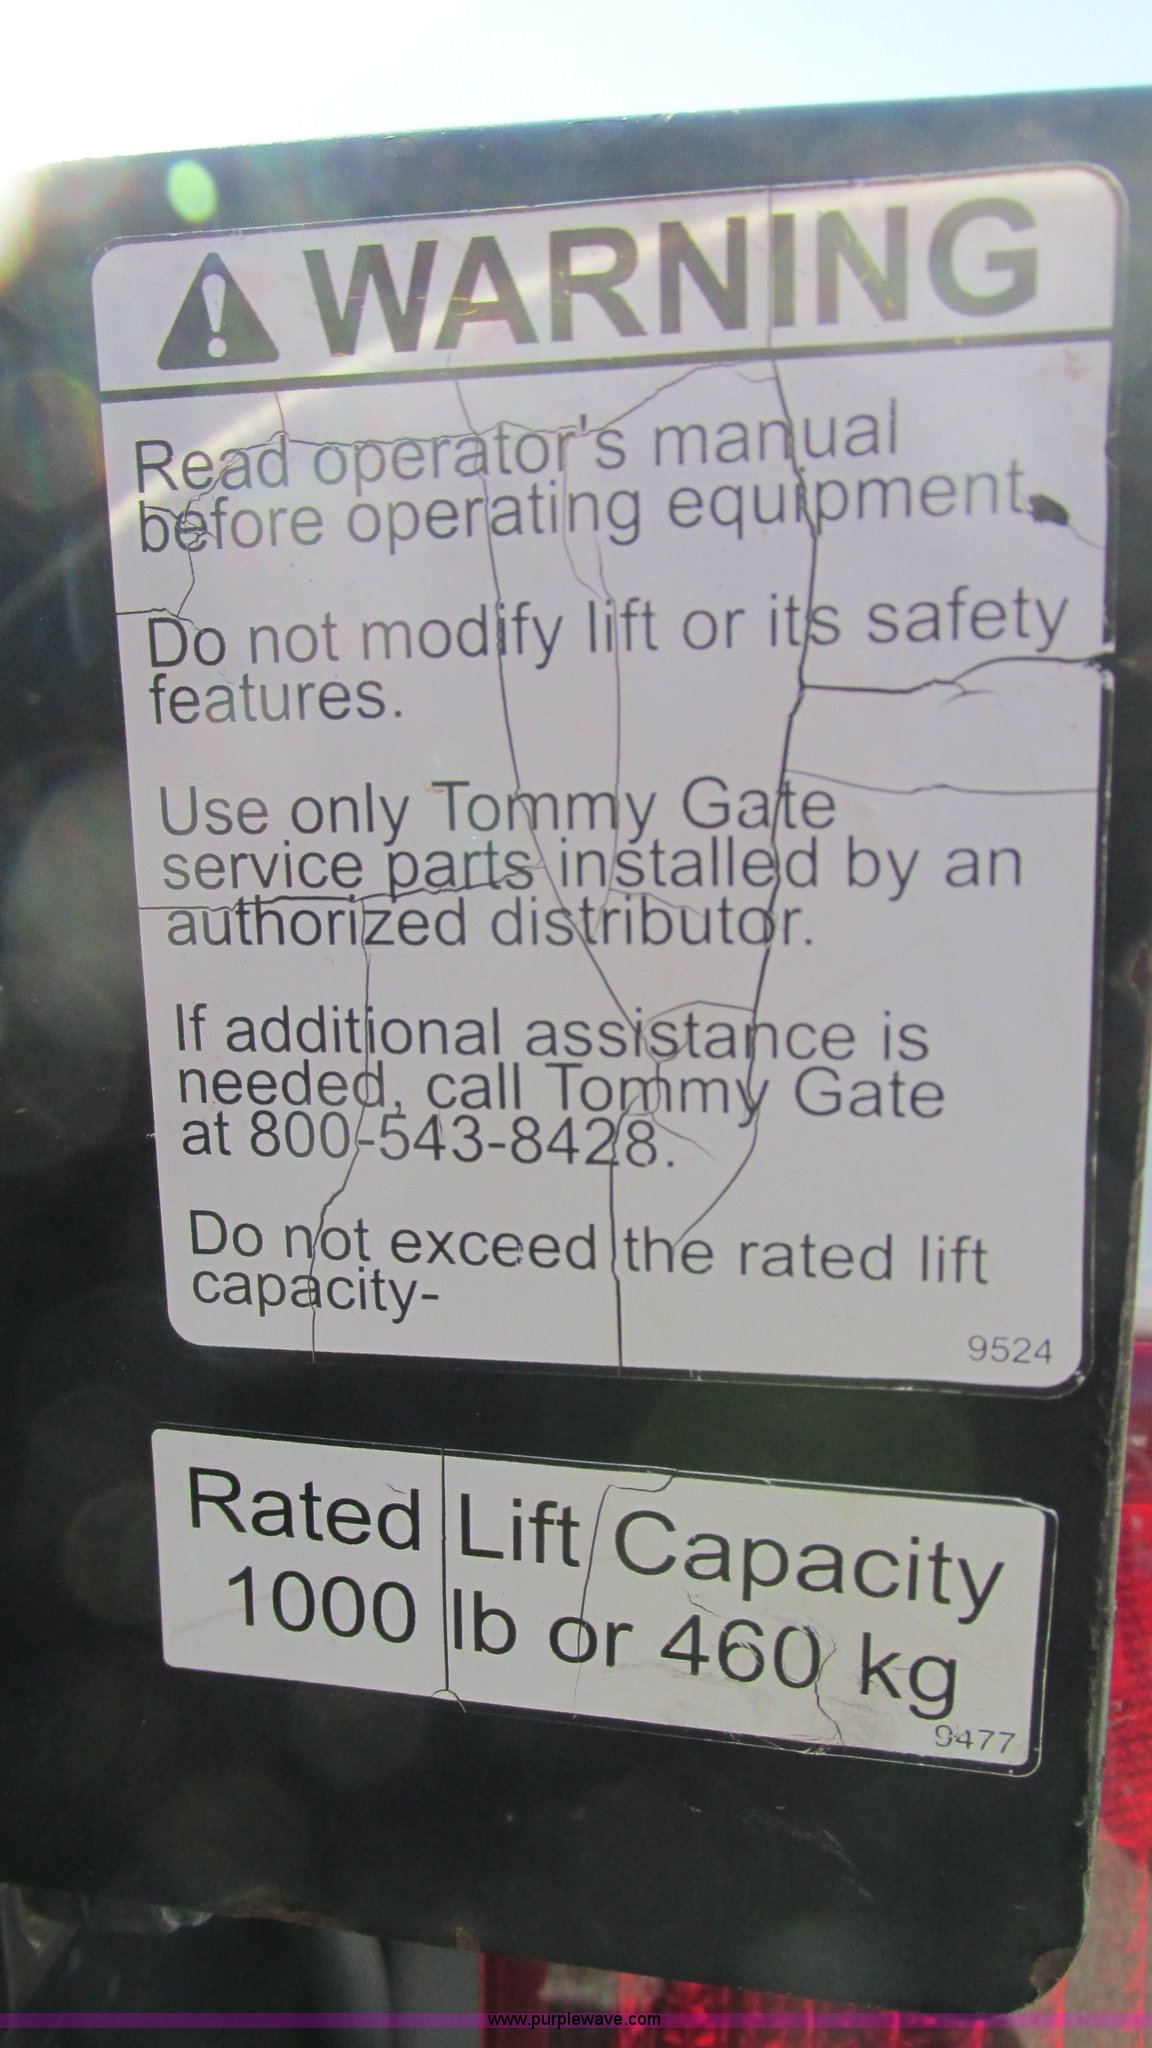 WARNING
Read operator's manual
before operating equipment.
Do not modify lift or its safety
features.
Use only Tommy Gate
service parts installed by an
authorized distributor.
If additional assistance is
needed, call Tommy Gate
at 800-543-8428.
Do not exceed the rated lift
capacity-
9524
Rated Lift Capacity
1000 lb or 460 kg
9477
www.purplewave.com